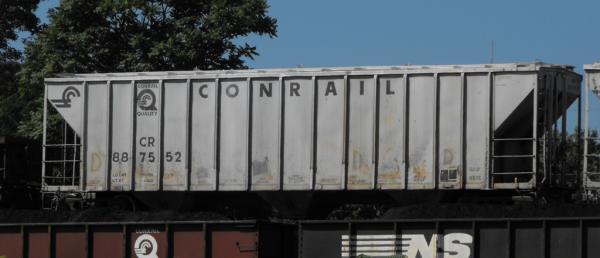 CONRAIL
CONRAIL
QUALITY
CR
887552
NS